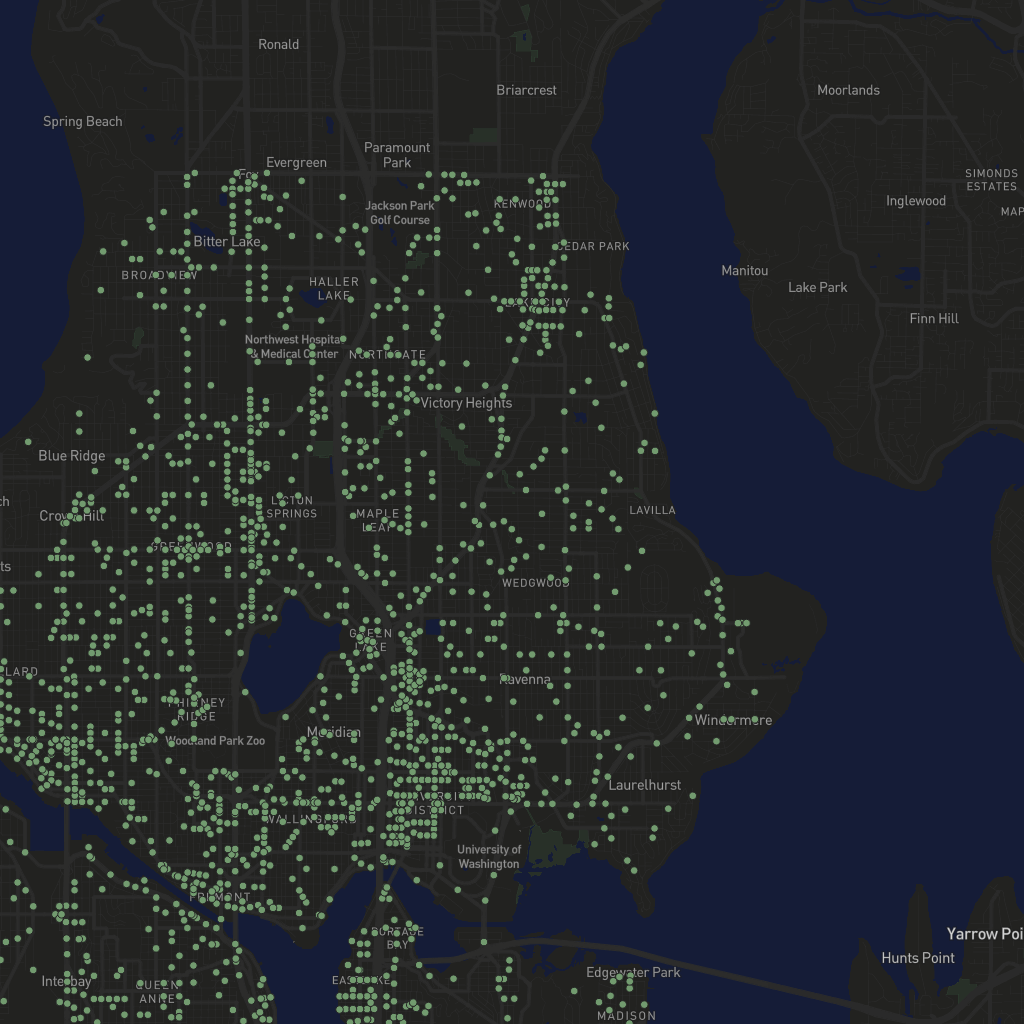 Ronald
Briarcrest
Moorlands
Spring Beach
Paramount
Park
Evergreen
SIMONDS
ESTATES
KENWOOD
Inglewood
Jackson Park
Golf Course
Bitter Lake
CEDAR PARK
BROADVIEW
Manitou
HALLER
LAKE
Lake Park
LAKE CITY
Finn Hill
Northwest Hospita
& Medical Center
NORTHGATE
Victory Heights
Blue Ridge
LICTON
SPRINGS
Crown Hill
MAPLE
LEAF
LAVILLA
GREENWOOD
WEDGWOOD
GREEN
LAKE
LARD
Ravenna
PHINNEY
RIDGE
Windermere
Meridian
Woodland Park Zoo
Laurelhurst
UNIVERSITY
DISTRICT
WALLINGFORD
University of
Washington
FREMONT
PORTAGE
BAY
Yarrow Poi
Hunts Point
Interbay
EASTLAKE
Edgewater Park
QUEEN
ANNE
MADISON